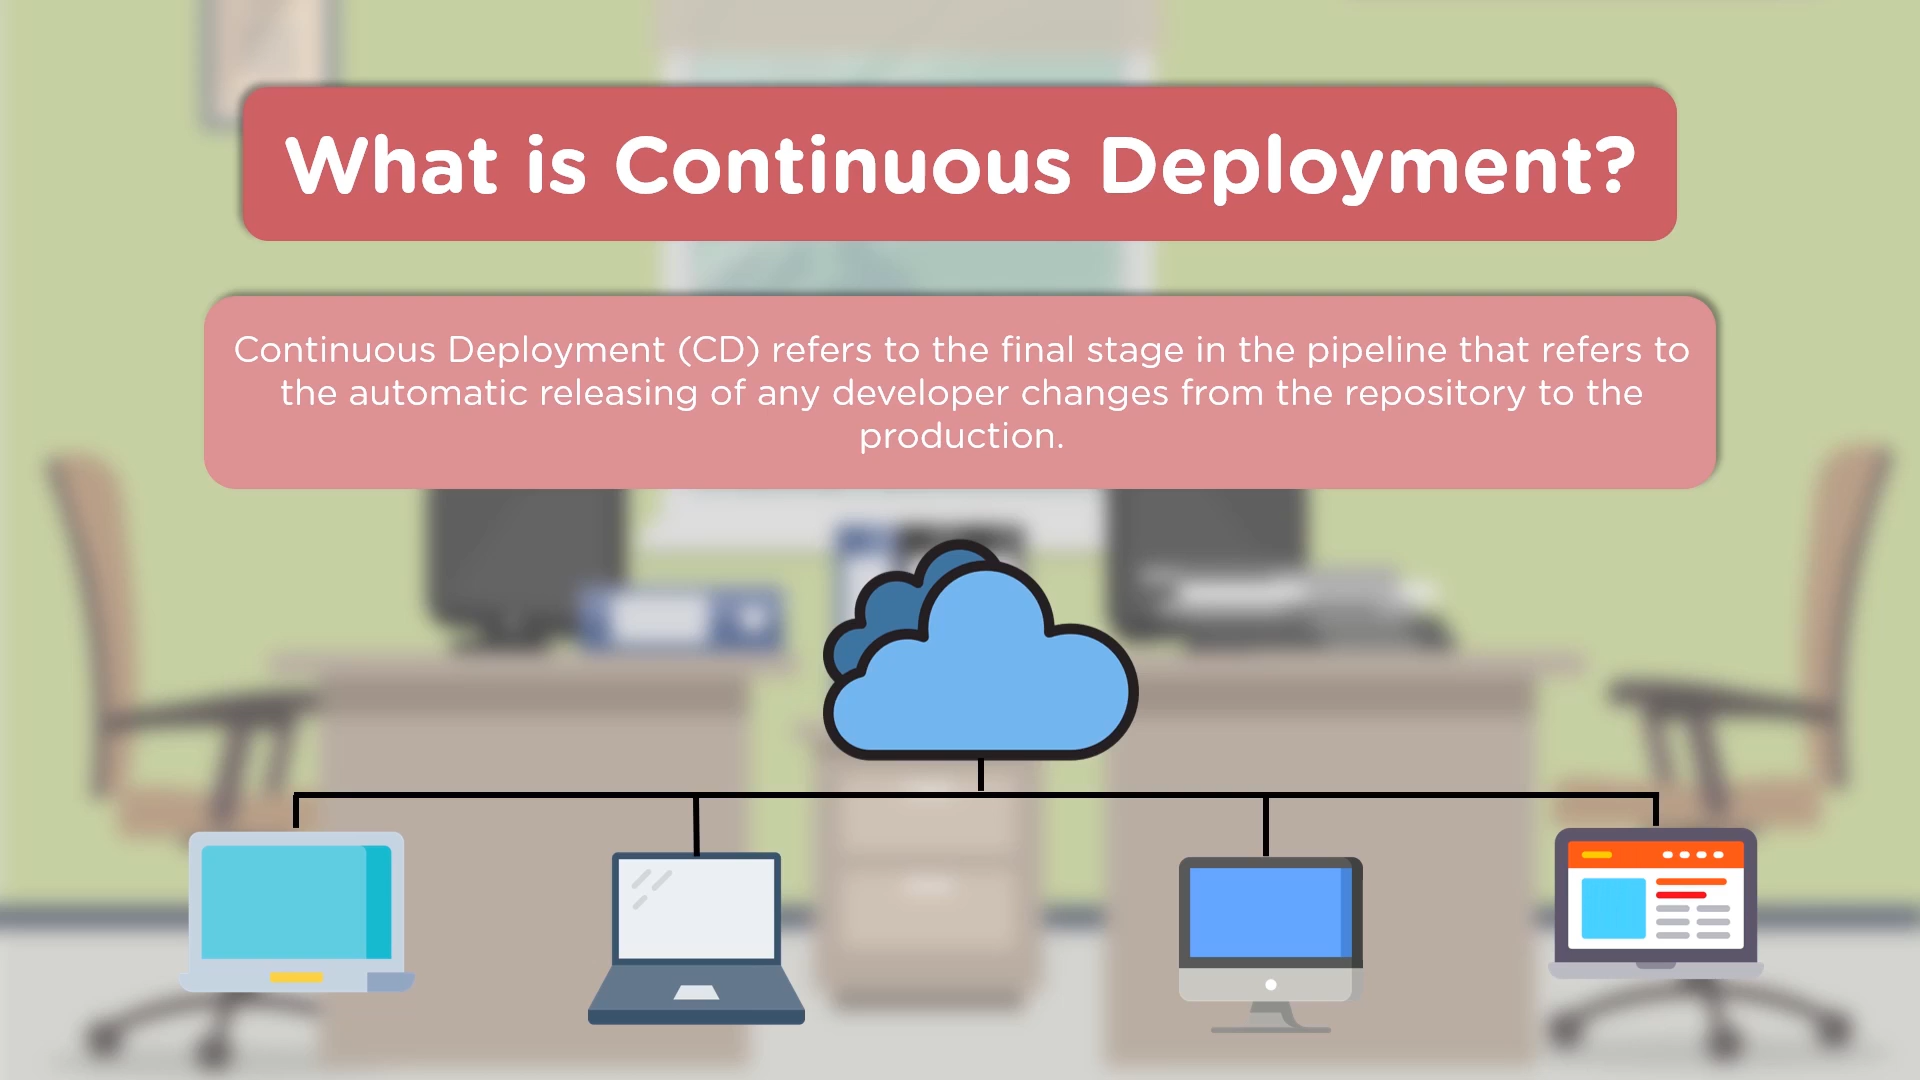 What is Continuous Deployment?
Continuous Deployment (CD) refers to the final stage in the pipeline that refers to
the automatic releasing of any developer changes from the repository to the
production.